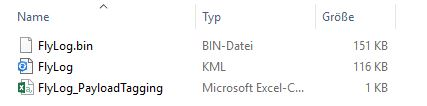 Name Typ Größe
FlyLog.bin BIN-Datei 151 KB
FlyLog KML 116 KB
FlyLog_PayloadTagging Microsoft Excel-C... 1 KB